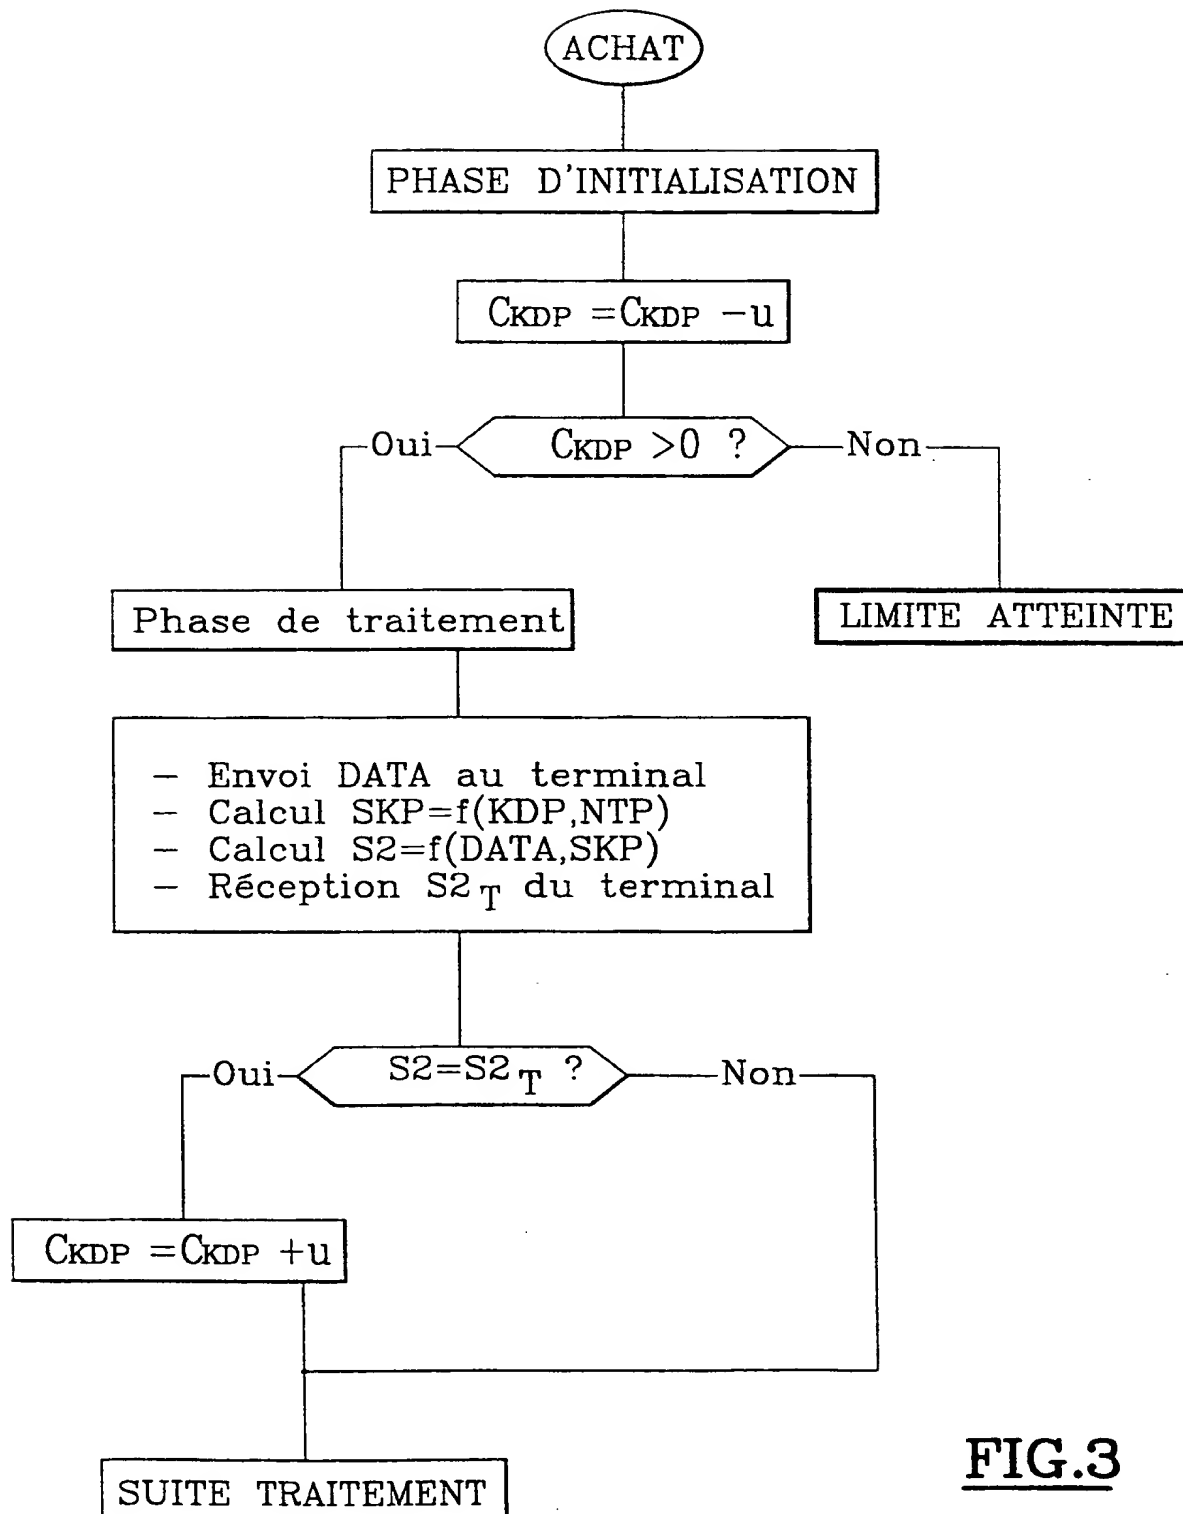 ACHAT
PHASE D'INITIALISATION
CKDP =CKDP -u
Oui
CKDP >0 ?
Non
Phase de traitement
LIMITE ATTEINTE
- Envoi DATA au terminal
- Calcul SKP=f(KDP,NTP)
- Calcul S2=f(DATA,SKP)
- Réception S2T du terminal
Oui
S2=S2T ?
Non
CKDP =CKDP +u
SUITE TRAITEMENT
FIG.3